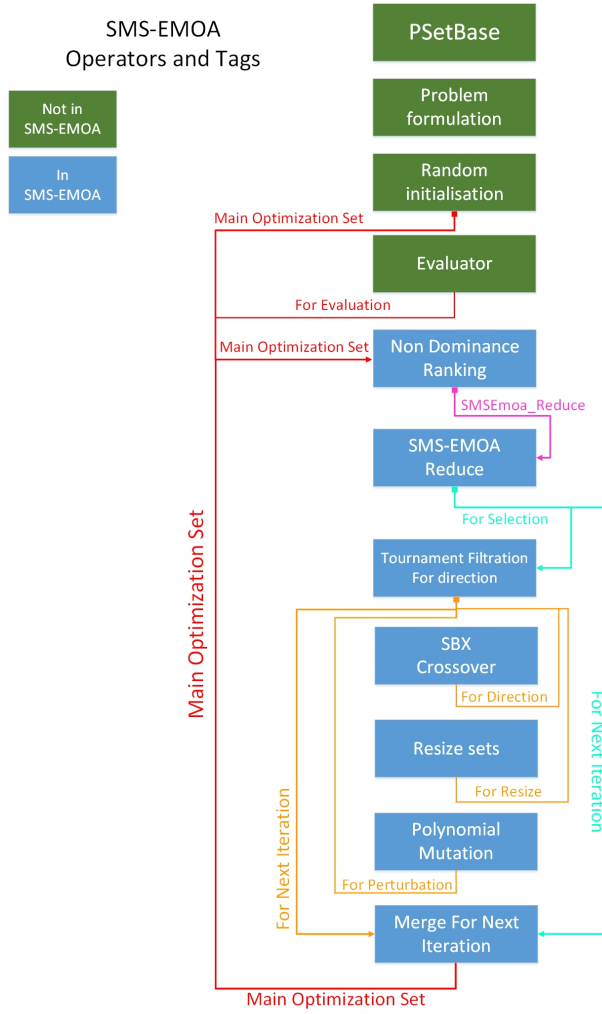 SMS-EMOA
Operators and Tags
PSetBase
Not in
SMS-EMOA
In
SMS-EMOA
Problem
formulation
Random
initialisation
Main Optimization Set
Evaluator
For Evaluation
Main Optimization Set
Non Dominance
Ranking
SMSEmoa_Reduce
SMS-EMOA
Reduce
For Selection
Tournament Filtration
For direction
Main Optimization Set
SBX
Crossover
For Direction
For Next Iteration
Resize sets
For Resize
For Next Iteration
Polynomial
Mutation
For Perturbation
Merge For Next
Iteration
Main Optimization Set